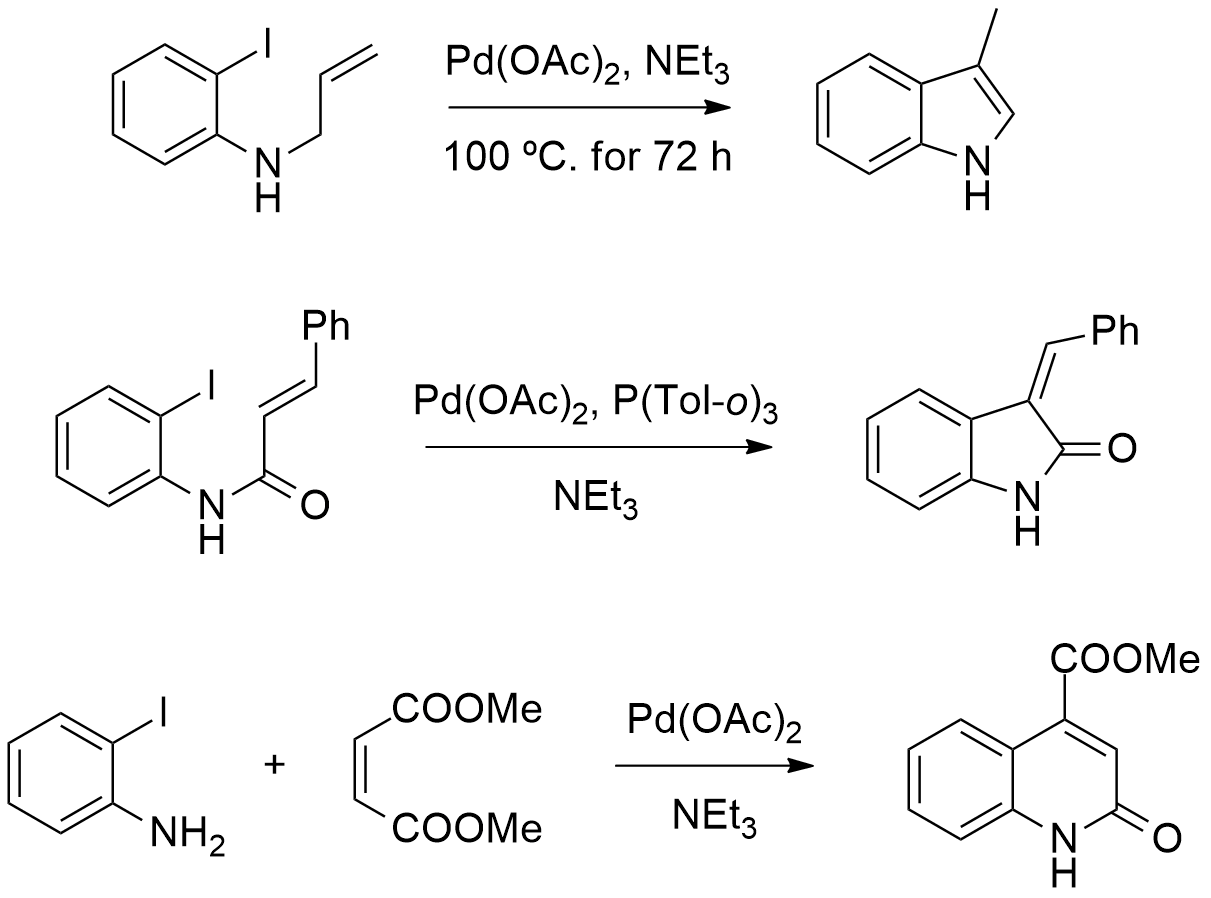 I
N
H
Pd(OAc)₂, NEt₃
100 ºC. for 72 h
N
H
I
Ph
N
H
O
Pd(OAc)₂, P(Tol-o)₃
NEt₃
Ph
O
N
H
I
NH₂
+
COOMe
COOMe
Pd(OAc)₂
NEt₃
COOMe
N
H
O